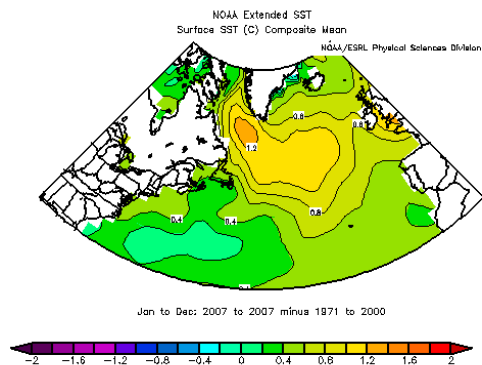 NOAA Extended SST
Surface SST (C) Composite Mean
NOAA/ESRL Physical Sciences Division
0.8
0.8
1.2
0.8
0.4
0.4
Jan to Dec: 2007 to 2007 minus 1971 to 2000
-2 -1.6 -1.2 -0.8 -0.4 0 0.4 0.8 1.2 1.6 2